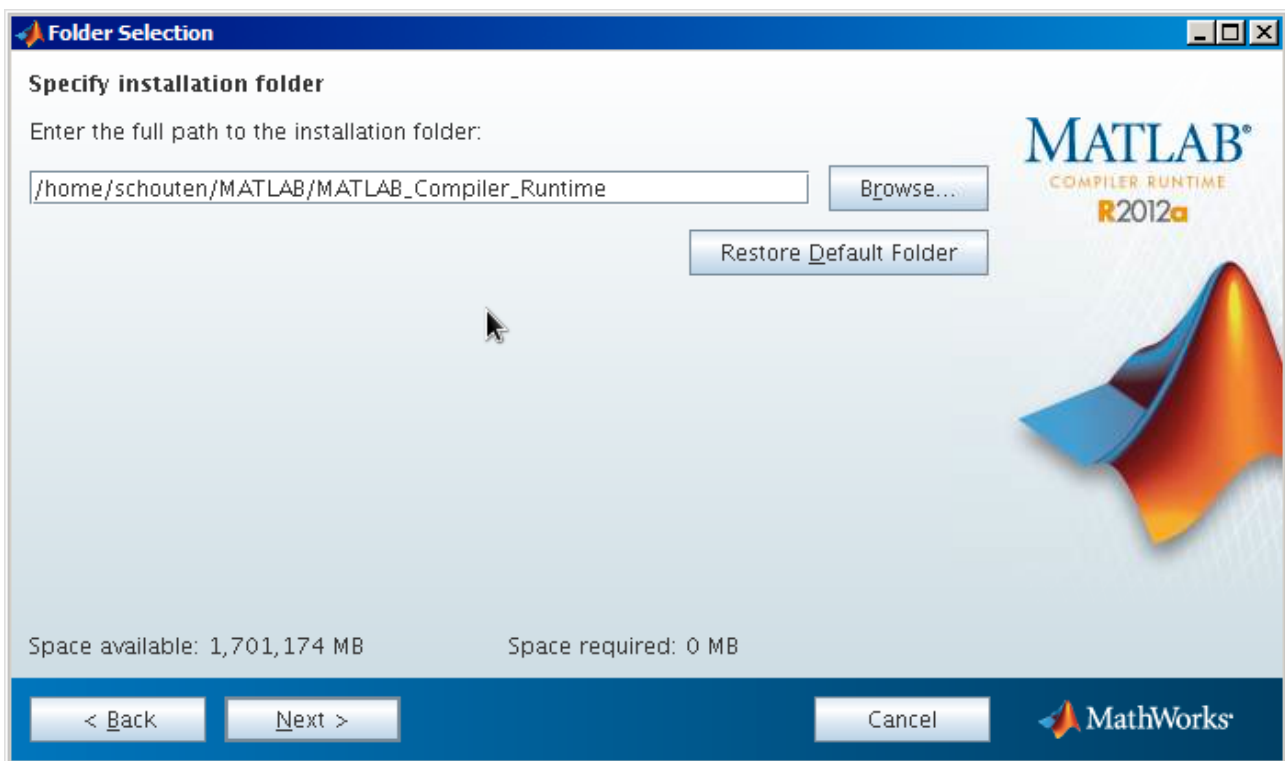 Folder Selection
Specify installation folder
Enter the full path to the installation folder:
/home/schouten/MATLAB/MATLAB_Compiler_Runtime
Browse...
Restore Default Folder
MATLAB®
COMPILER RUNTIME
R2012a
Space available: 1,701,174 MB
Space required: 0 MB
< Back
Next >
Cancel
MathWorks®